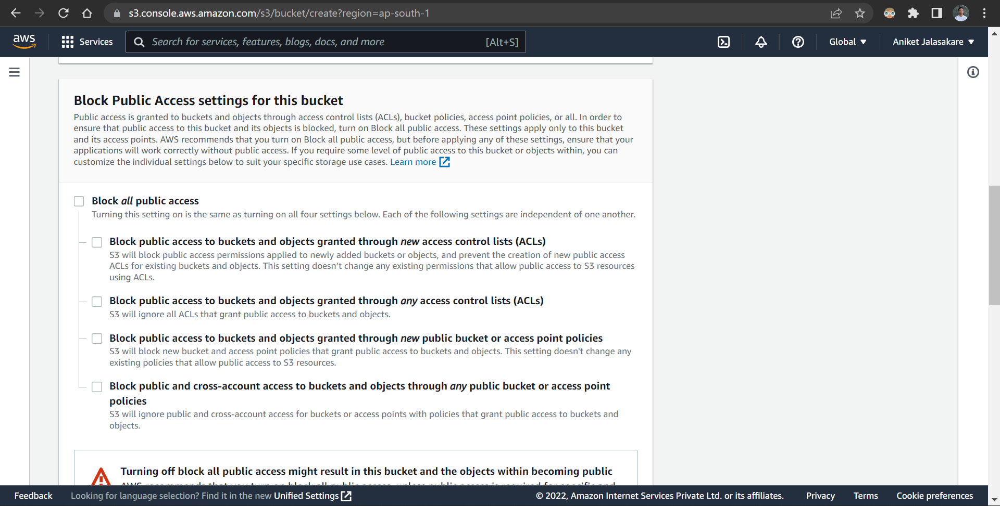 s3.console.aws.amazon.com/s3/bucket/create?region=ap-south-1
aws
Services
Search for services, features, blogs, docs, and more
[Alt+S]
Global
Aniket Jalasakare
Block Public Access settings for this bucket
Public access is granted to buckets and objects through access control lists (ACLs), bucket policies, access point policies, or all. In order to
ensure that public access to this bucket and its objects is blocked, turn on Block all public access. These settings apply only to this bucket
and its access points. AWS recommends that you turn on Block all public access, but before applying any of these settings, ensure that your
applications will work correctly without public access. If you require some level of public access to this bucket or objects within, you can
customize the individual settings below to suit your specific storage use cases. Learn more
Block all public access
Turning this setting on is the same as turning on all four settings below. Each of the following settings are independent of one another.
Block public access to buckets and objects granted through new access control lists (ACLs)
S3 will block public access permissions applied to newly added buckets or objects, and prevent the creation of new public access
ACLs for existing buckets and objects. This setting doesn’t change any existing permissions that allow public access to S3 resources
using ACLs.
Block public access to buckets and objects granted through any access control lists (ACLs)
S3 will ignore all ACLs that grant public access to buckets and objects.
Block public access to buckets and objects granted through new public bucket or access point policies
S3 will block new bucket and access point policies that grant public access to buckets and objects. This setting doesn't change any
existing policies that allow public access to S3 resources.
Block public and cross-account access to buckets and objects through any public bucket or access point
policies
S3 will ignore public and cross-account access for buckets or access points with policies that grant public access to buckets and
objects.
Turning off block all public access might result in this bucket and the objects within becoming public
AWS recommends that you turn on block all public access, unless public access is required for specific and
Feedback
Looking for language selection? Find it in the new Unified Settings
© 2022, Amazon Internet Services Private Ltd. or its affiliates.
Privacy
Terms
Cookie preferences